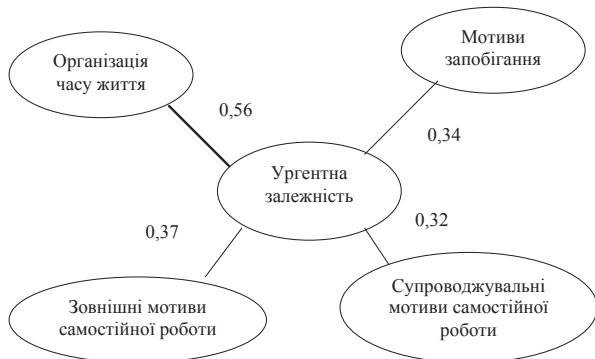 Організація
часу життя
Мотиви
запобігання
0,56
0,34
Ургентна
залежність
0,37
0,32
Зовнішні мотиви
самостійної роботи
Супроводжувальні
мотиви самостійної
роботи